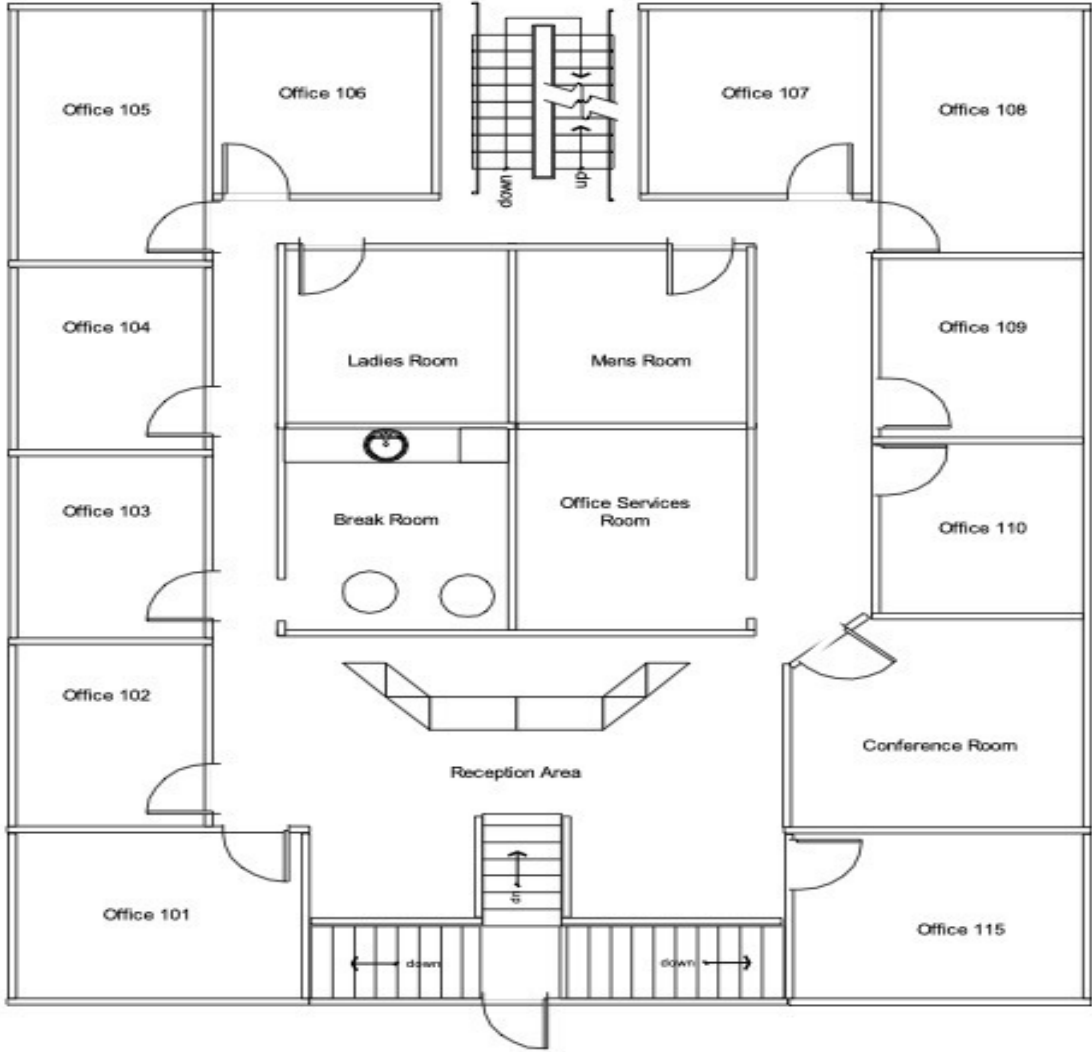 Office 105
Office 106
Office 107
Office 108
down
up
Office 104
Ladies Room
Mens Room
Office 109
Office 103
Break Room
Office Services
Room
Office 110
Office 102
Reception Area
Conference Room
Office 101
up
down
down
Office 115